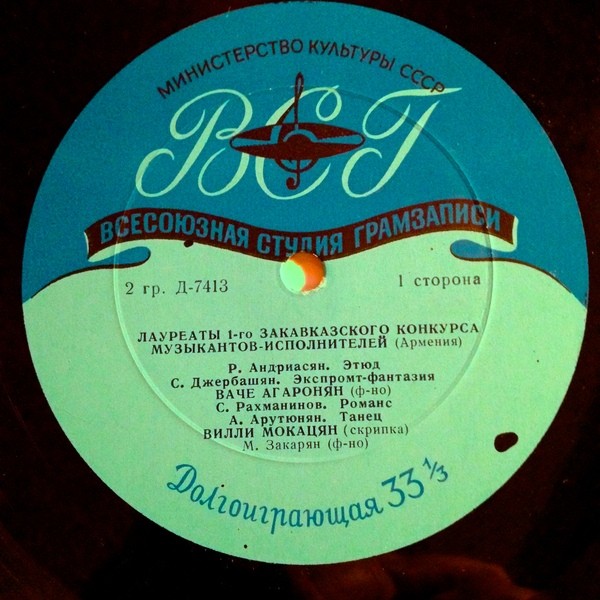 МИНИСТЕРСТВО КУЛЬТУРЫ СССР
ВСГ
ВСЕСОЮЗНАЯ СТУДИЯ ГРАМЗАПИСИ
2 гр. Д-7413
1 сторона
ЛАУРЕАТЫ 1-го ЗАКАВКАЗСКОГО КОНКУРСА
МУЗЫКАНТОВ-ИСПОЛНИТЕЛЕЙ (Армения)
Р. Андриасян. Этюд
С. Джербашян. Экспромт-фантазия
ВАЧЕ АГАРОНЯН (ф-но)
С. Рахманинов. Романс
А. Арутюнян. Танец
ВИЛЛИ МОКАЦЯН (скрипка)
М. Закарян (ф-но)
Долгоиграющая 33 1/3